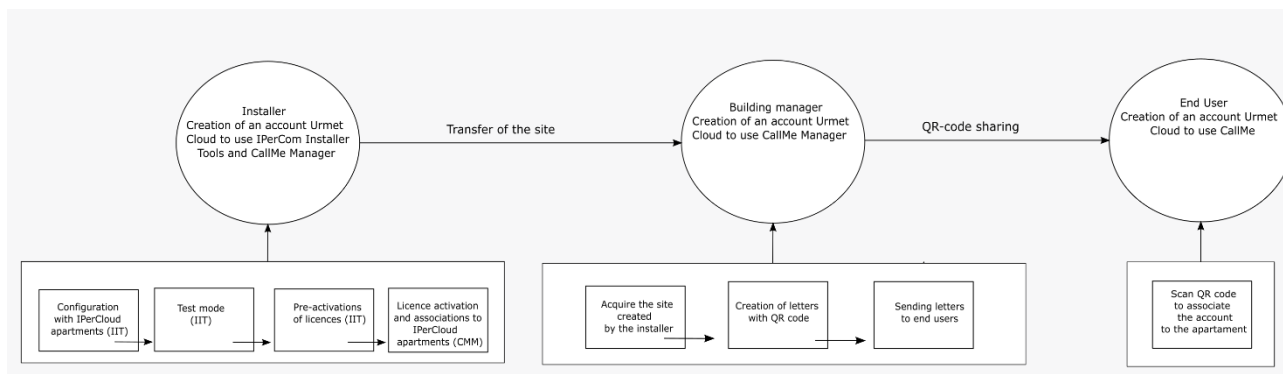 Installer
Creation of an account Urmet
Cloud to use IPerCom Installer
Tools and CallMe Manager
Transfer of the site
Building manager
Creation of an account Urmet
Cloud to use CallMe Manager
QR-code sharing
End User
Creation of an account Urmet
Cloud to use CallMe
Configuration
with IPerCloud
apartments (IIT)
Test mode
(IIT)
Pre-activations
of licences (IIT)
Licence activation
and associations to
IPerCloud
apartments (CMM)
Acquire the site
created
by the installer
Creation of letters
with QR code
Sending letters
to end users
Scan QR code
to associate
the account
to the apartament